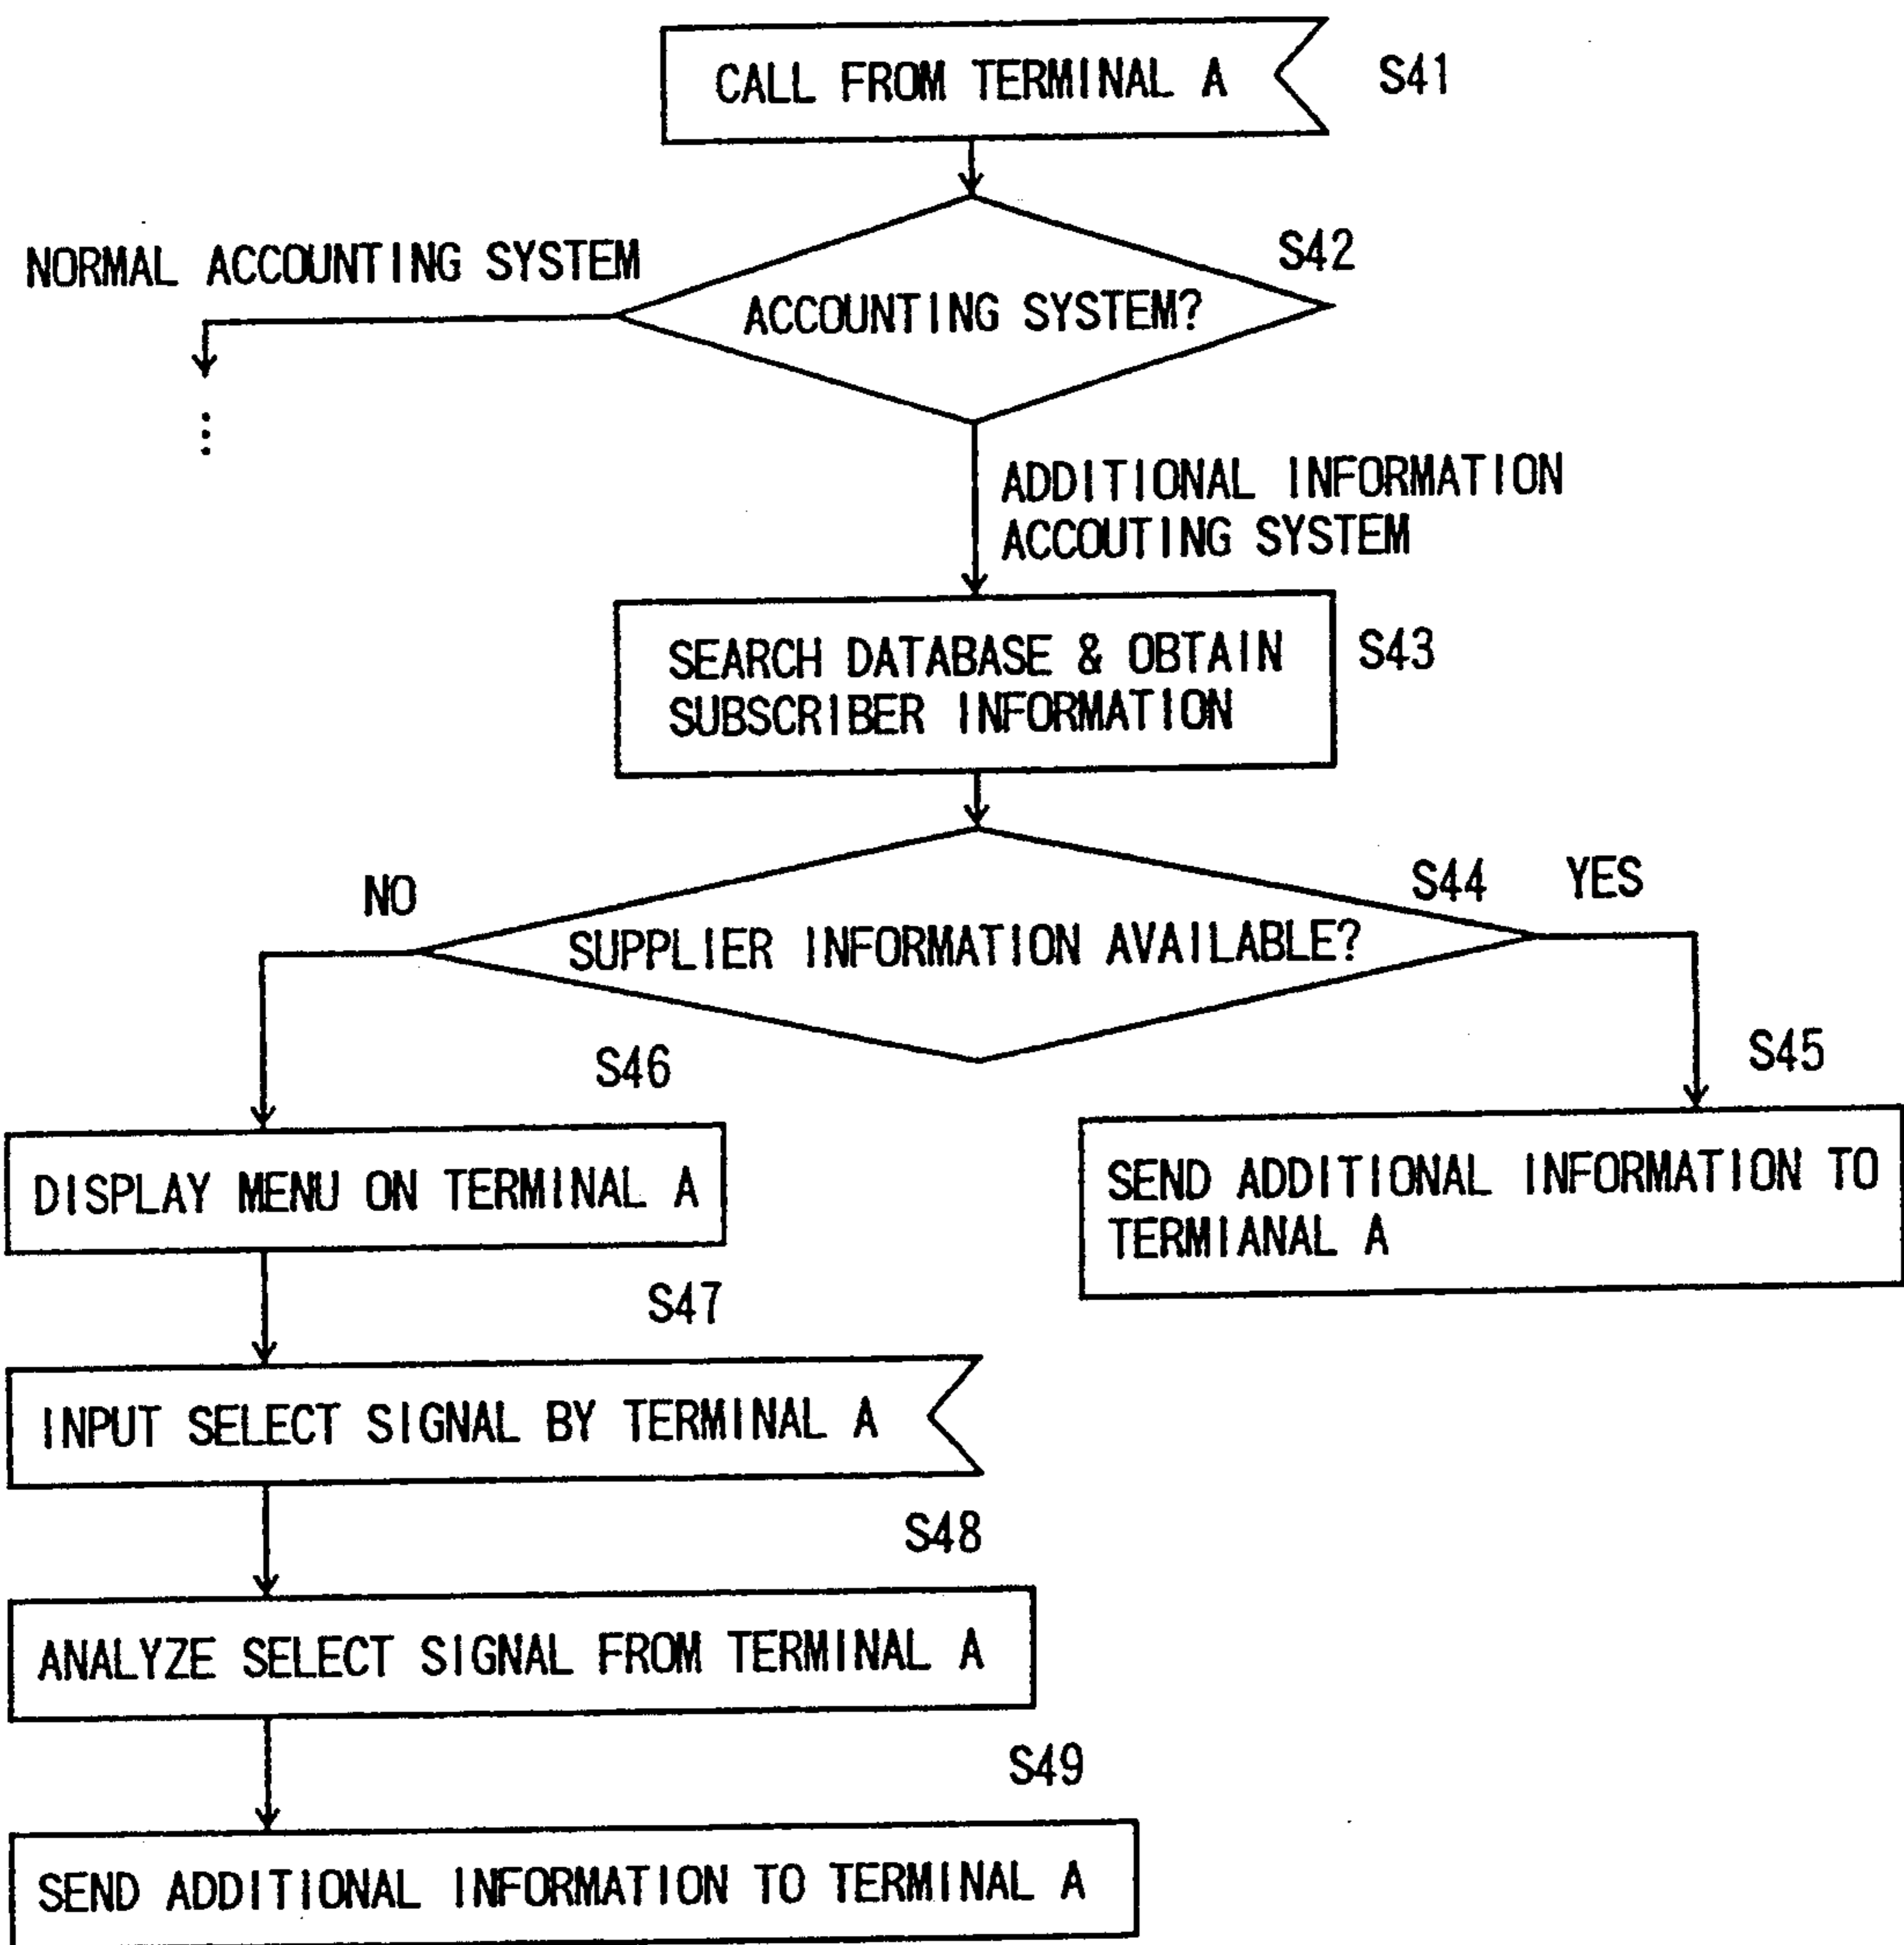 CALL FROM TERMINAL A
S41
NORMAL ACCOUNTING SYSTEM
S42
ACCOUNTING SYSTEM?
ADDITIONAL INFORMATION
ACCOUTING SYSTEM
SEARCH DATABASE & OBTAIN
SUBSCRIBER INFORMATION
S43
NO
S44
YES
SUPPLIER INFORMATION AVAILABLE?
S46
S45
DISPLAY MENU ON TERMINAL A
SEND ADDITIONAL INFORMATION TO
TERMIANAL A
S47
INPUT SELECT SIGNAL BY TERMINAL A
S48
ANALYZE SELECT SIGNAL FROM TERMINAL A
S49
SEND ADDITIONAL INFORMATION TO TERMINAL A